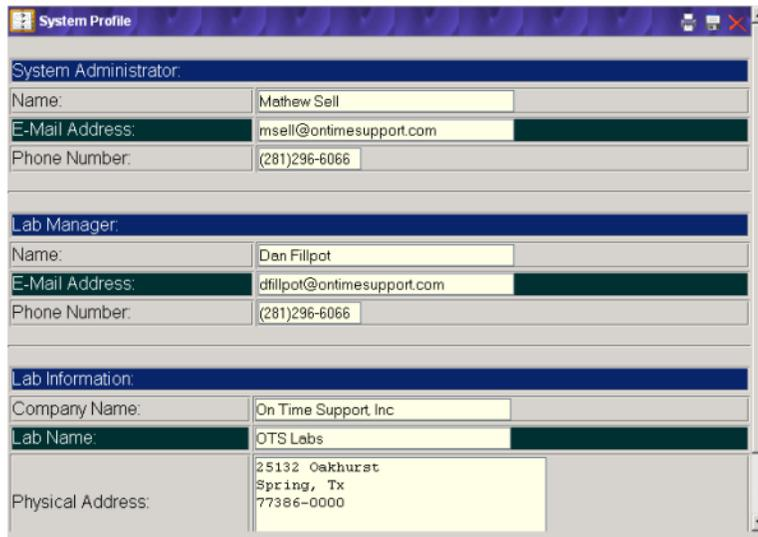 System Profile
System Administrator:
Name: Mathew Sell
E-Mail Address: msell@ontimesupport.com
Phone Number: (281)296-6066
Lab Manager:
Name: Dan Fillpot
E-Mail Address: dfillpot@ontimesupport.com
Phone Number: (281)296-6066
Lab Information:
Company Name: On Time Support, Inc
Lab Name: OTS Labs
Physical Address: 25132 Oakhurst
Spring, Tx
77386-0000